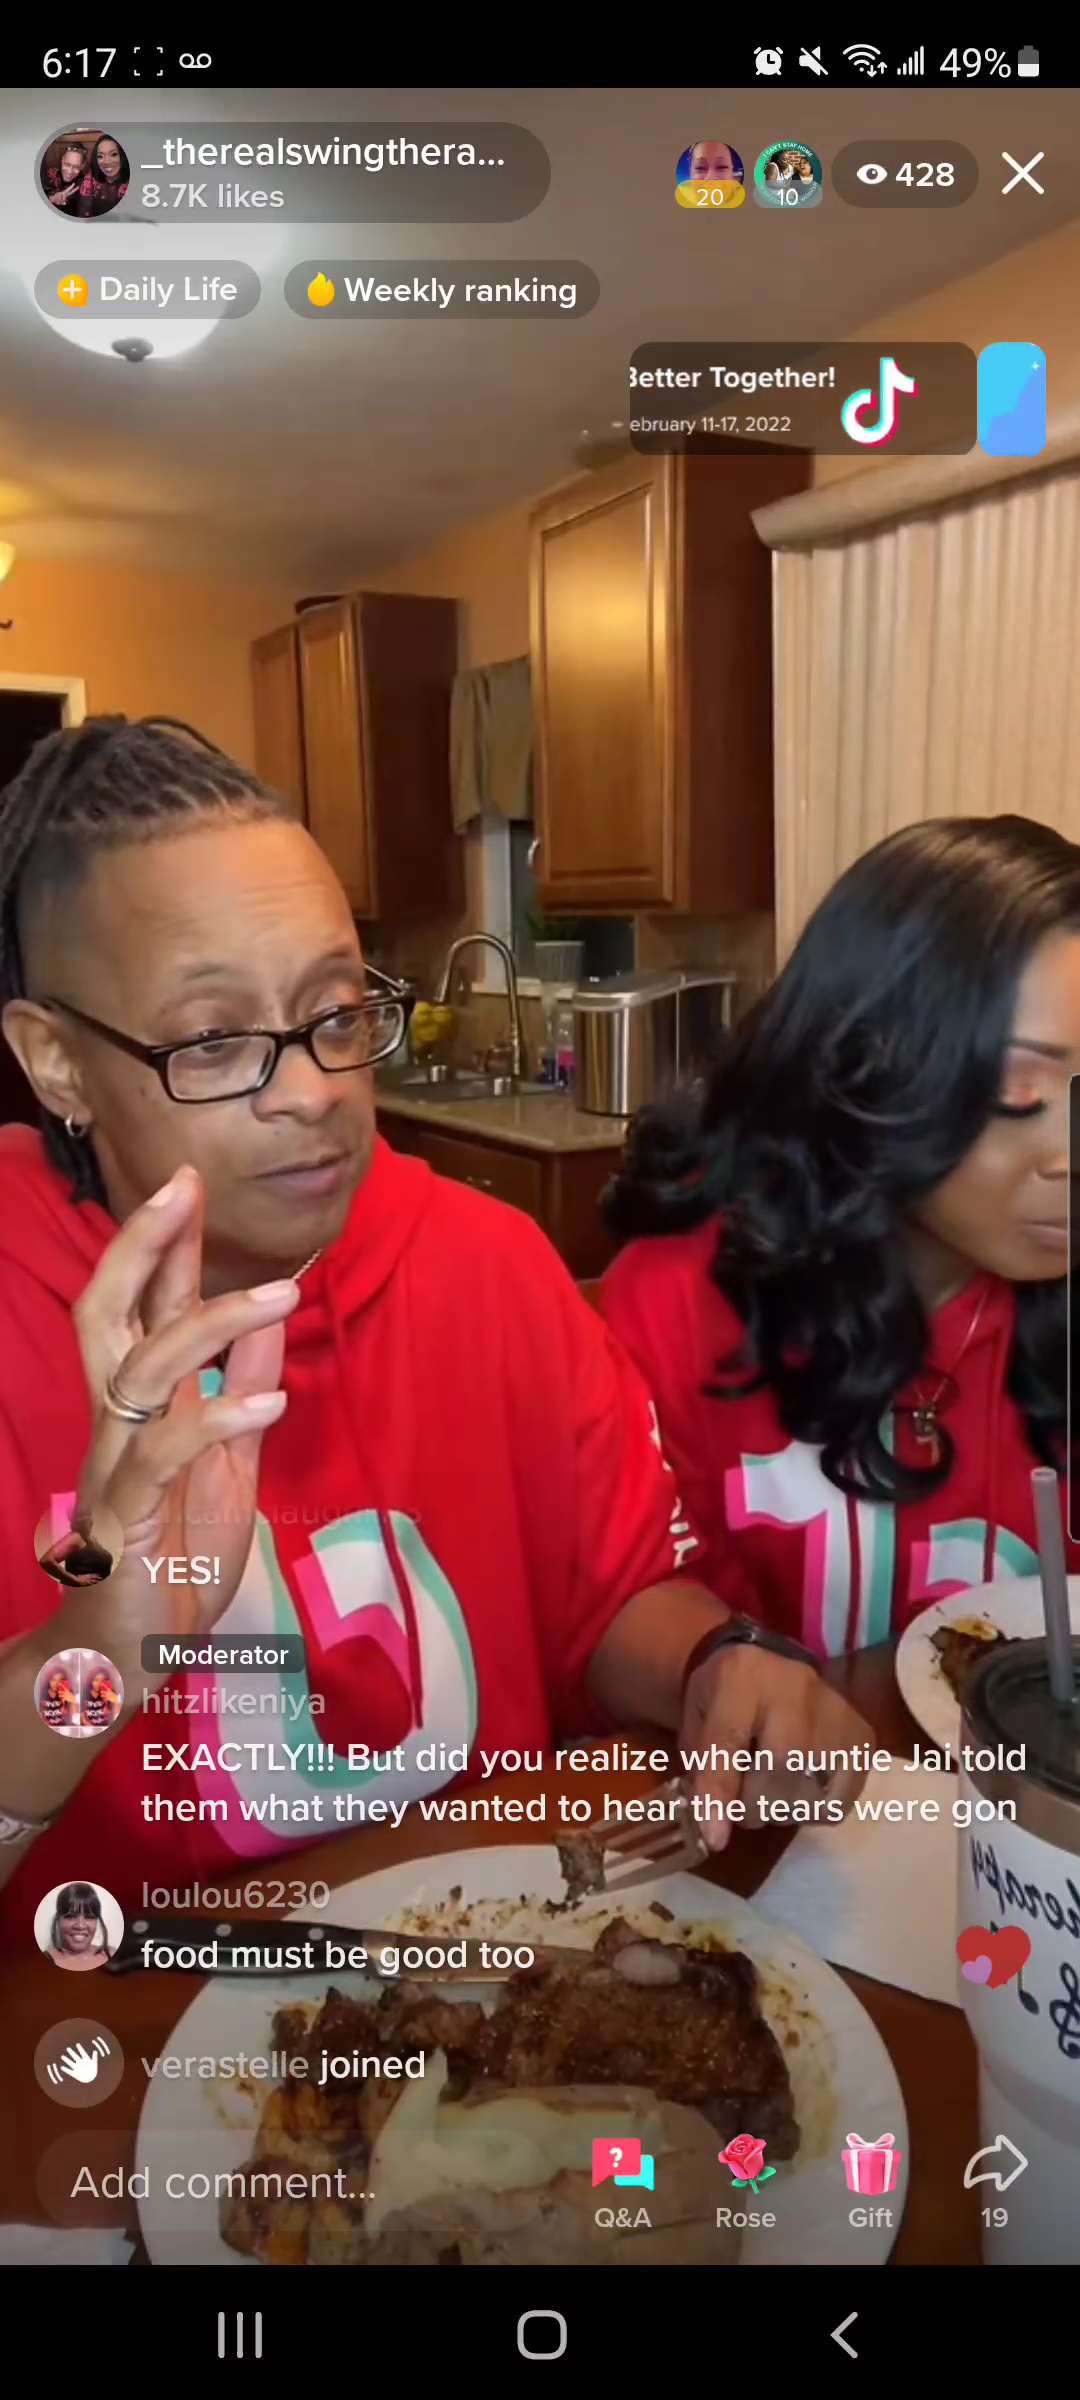 6:17
49%
_therealswingthera...
8.7K likes
20
10
428
Daily Life
Weekly ranking
Better Together!
ebruary 11-17, 2022
YES!
Moderator
hitzlikeniya
EXACTLY!!! But did you realize when auntie Jai told
them what they wanted to hear the tears were gon
loulou6230
food must be good too
verastelle joined
Add comment...
Q&A
Rose
Gift
19